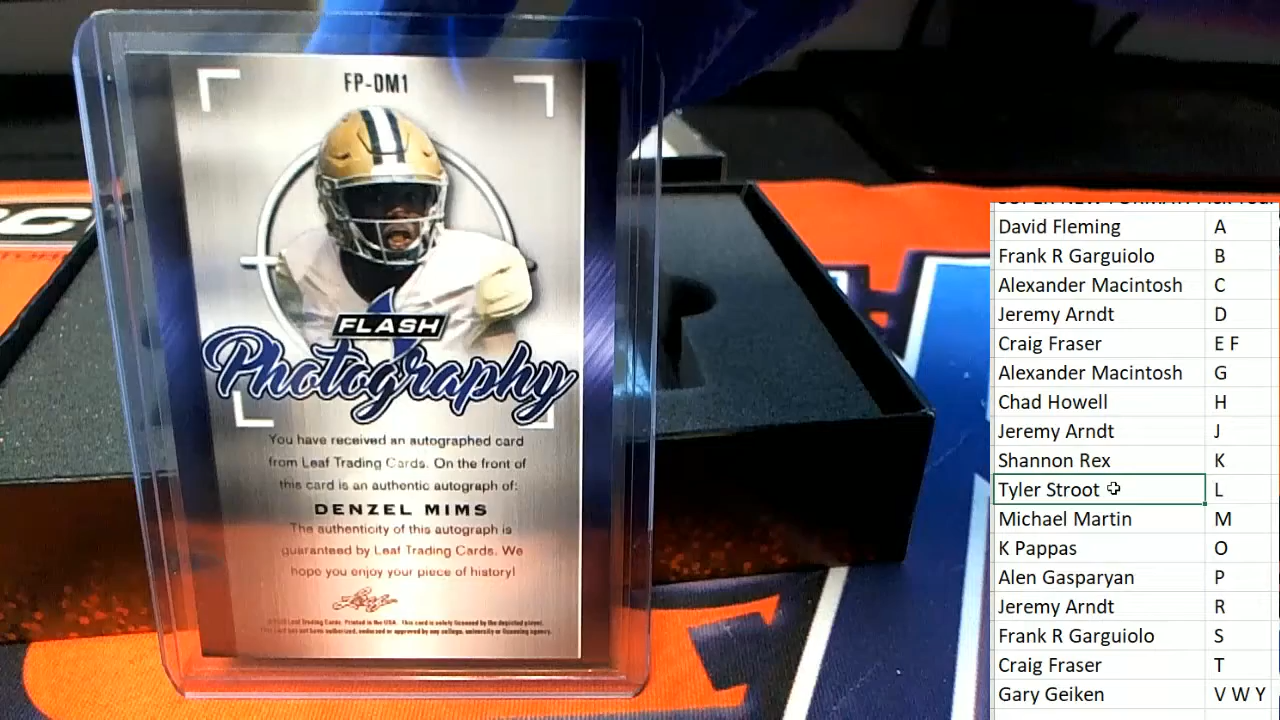 FP-DM1
FLASH
Photography
You have received an autographed card
from Leaf Trading Cards. On the front of
this card is an authentic autograph of:
DENZEL MIMS
The authenticity of this autograph is
guaranteed by Leaf Trading Cards. We
hope you enjoy your piece of history!
Leaf
David Fleming A
Frank R Garguiolo B
Alexander Macintosh C
Jeremy Arndt D
Craig Fraser E F
Alexander Macintosh G
Chad Howell H
Jeremy Arndt J
Shannon Rex K
Tyler Stroot L
Michael Martin M
K Pappas O
Alen Gasparyan P
Jeremy Arndt R
Frank R Garguiolo S
Craig Fraser T
Gary Geiken V W Y